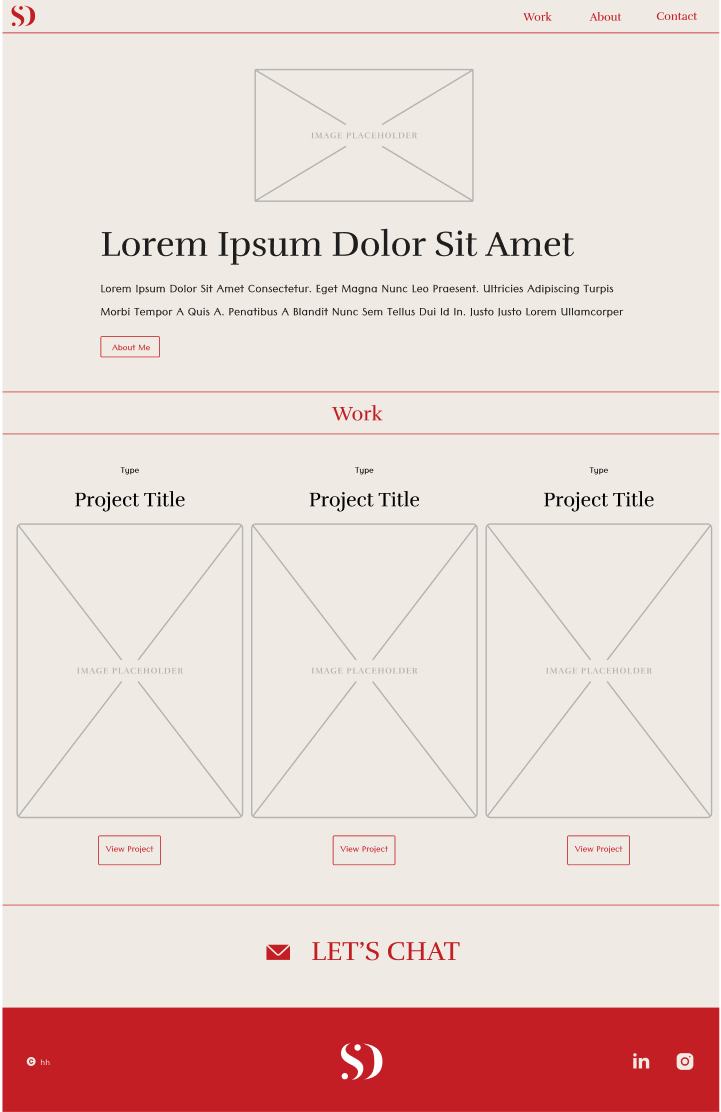 SD
Work About Contact
IMAGE PLACEHOLDER
Lorem Ipsum Dolor Sit Amet
Lorem Ipsum Dolor Sit Amet Consectetur. Eget Magna Nunc Leo Praesent. Ultricies Adipiscing Turpis
Morbi Tempor A Quis A. Penatibus A Blandit Nunc Sem Tellus Dui Id In. Justo Justo Lorem Ullamcorper
About Me
Work
Type Type Type
Project Title Project Title Project Title
IMAGE PLACEHOLDER IMAGE PLACEHOLDER IMAGE PLACEHOLDER
View Project View Project View Project
LET’S CHAT
© hh SD in